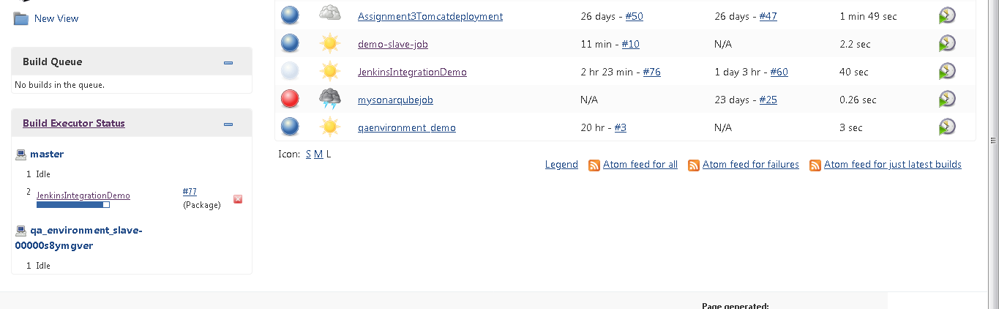 New View
Build Queue
No builds in the queue.
Build Executor Status
master
1 Idle
2 JenkinsIntegrationDemo #77
(Package)
qa_environment_slave-
00000s8ymgver
1 Idle
Assignment3Tomcatdeployment 26 days - #50 26 days - #47 1 min 49 sec
demo-slave-job 11 min - #10 N/A 2.2 sec
JenkinsIntegrationDemo 2 hr 23 min - #76 1 day 3 hr - #60 40 sec
mysonarqubejob N/A 23 days - #25 0.26 sec
qaenvironment_demo 20 hr - #3 N/A 3 sec
Icon: S M L
Legend Atom feed for all Atom feed for failures Atom feed for just latest builds
Page generated: